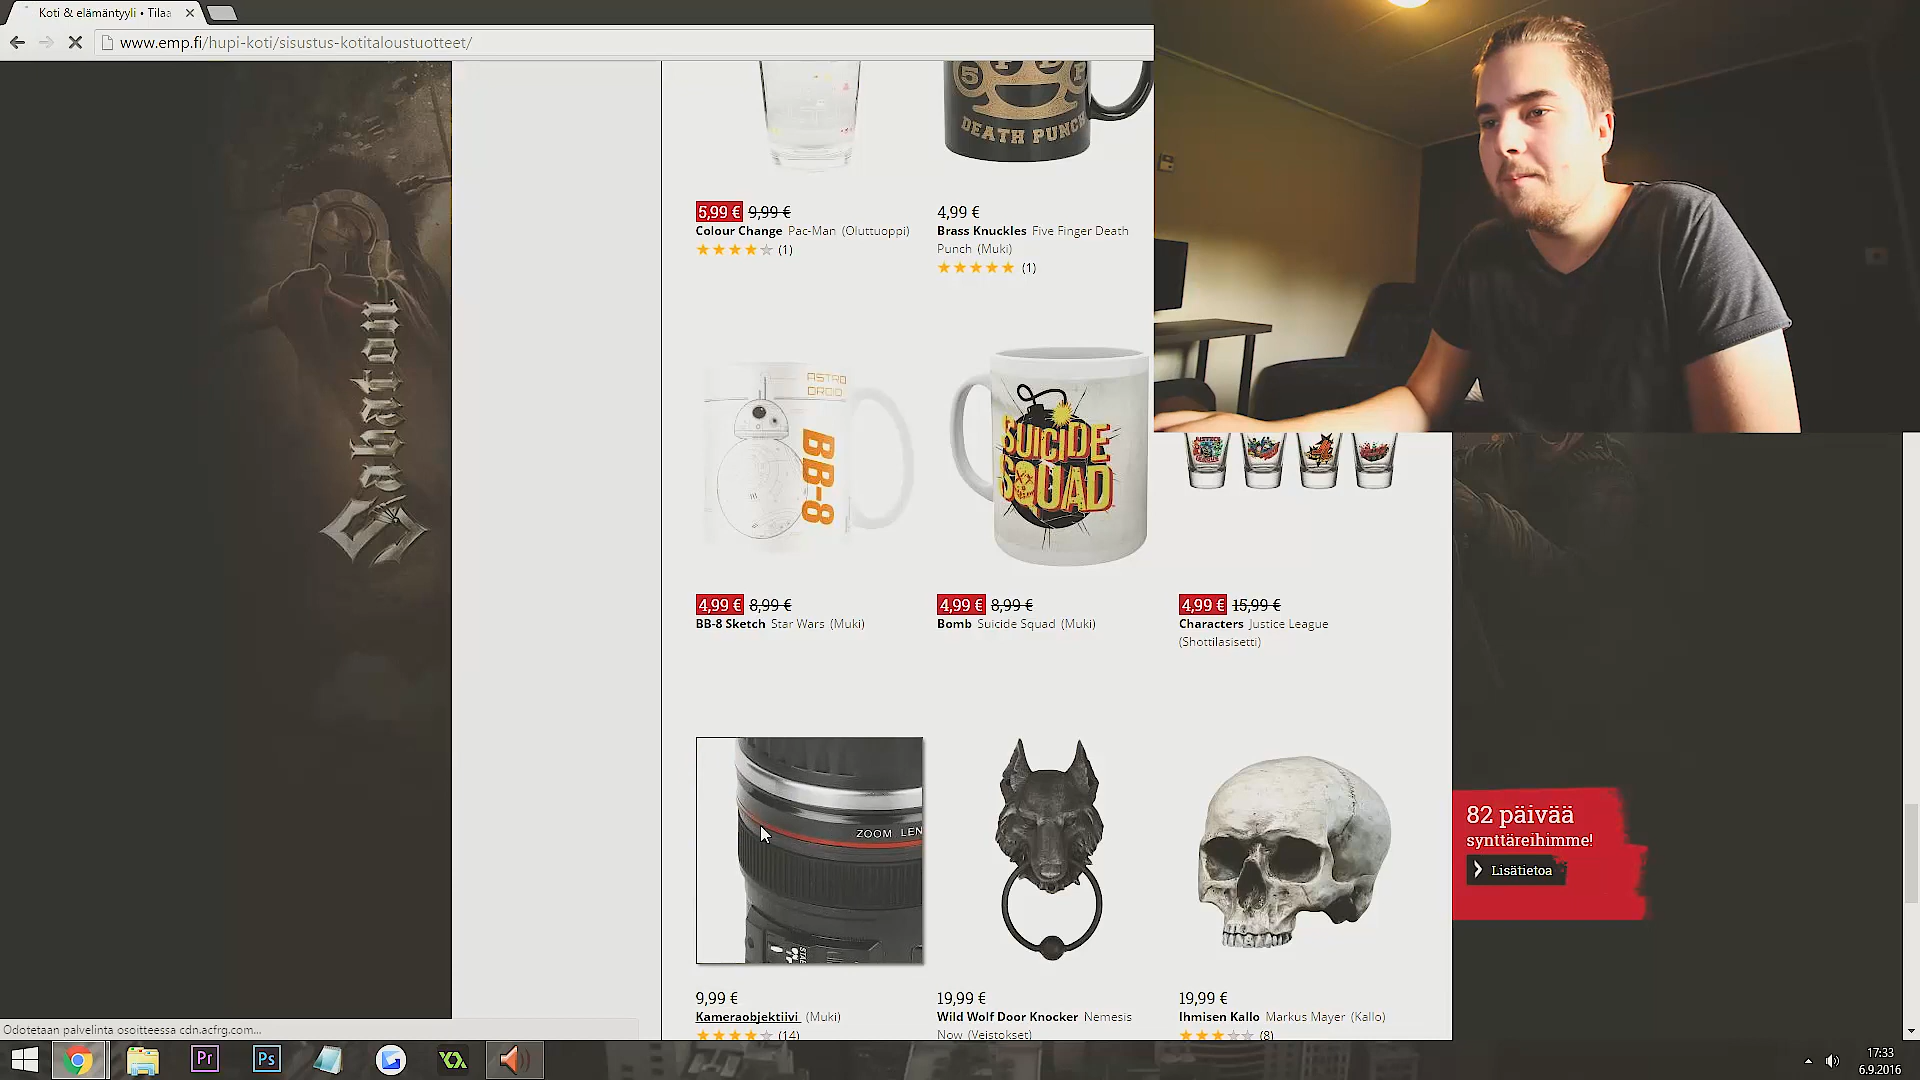 Koti & elämäntyyli • Tilaa
www.emp.fi/hupi-koti/sisustus-kotitaloustuotteet/
Sabaton
5FDP
DEATH PUNCH
5,99 € 9,99 €
Colour Change Pac-Man (Oluttuoppi)
(1)
4,99 €
Brass Knuckles Five Finger Death
Punch (Muki)
(1)
ASTRO
DROID
BB-8
SUICIDE
SQUAD
4,99 € 8,99 €
BB-8 Sketch Star Wars (Muki)
4,99 € 8,99 €
Bomb Suicide Squad (Muki)
4,99 € 15,99 €
Characters Justice League
(Shottilasisetti)
ZOOM LEN
82 päivää
synttäreihimme!
Lisätietoa
9,99 €
Kameraobjektiivi (Muki)
(14)
19,99 €
Wild Wolf Door Knocker Nemesis
Now (Veistokset)
19,99 €
Ihmisen Kallo Markus Mayer (Kallo)
(8)
Odotetaan palvelinta osoitteessa cdn.acfrg.com...
Pr
Ps
17:33
6.9.2016